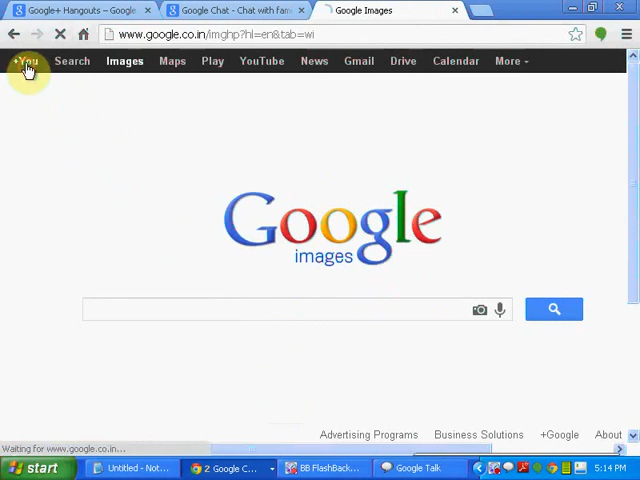 Google+ Hangouts – Google
Google Chat - Chat with fam
Google Images
www.google.co.in/imghp?hl=en&tab=wi
+You Search Images Maps Play YouTube News Gmail Drive Calendar More
Google
images
Advertising Programs Business Solutions +Google About
Waiting for www.google.co.in...
start Untitled - Not... 2 Google C... BB FlashBack... Google Talk 5:14 PM